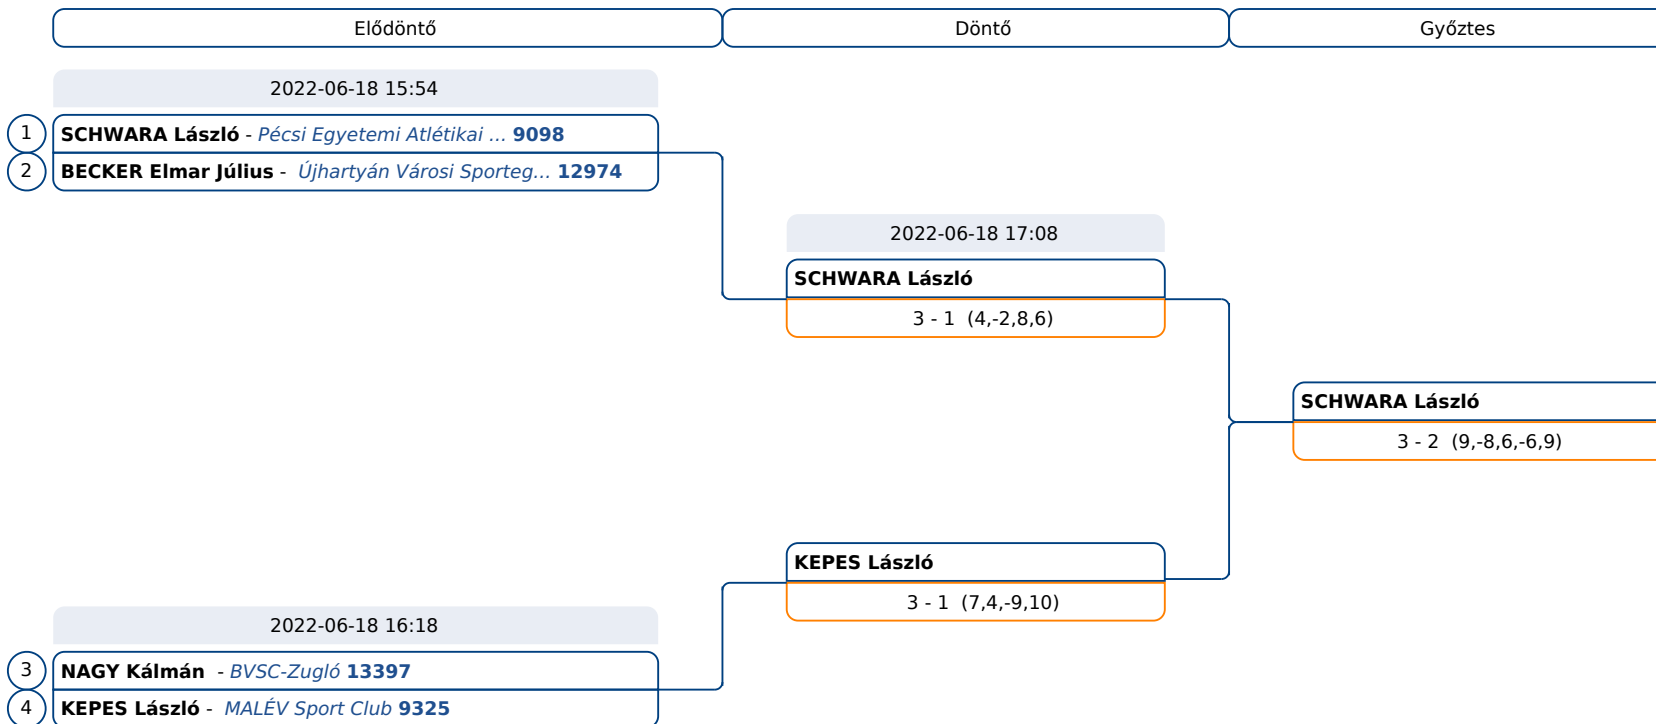 Elődöntő
Döntő
Győztes
2022-06-18 15:54
1 SCHWARA László - Pécsi Egyetemi Atlétikai ... 9098
2 BECKER Elmar Július - Újhartyán Városi Sporteg... 12974
2022-06-18 17:08
SCHWARA László
3 - 1 (4,-2,8,6)
SCHWARA László
3 - 2 (9,-8,6,-6,9)
KEPES László
3 - 1 (7,4,-9,10)
2022-06-18 16:18
3 NAGY Kálmán - BVSC-Zugló 13397
4 KEPES László - MALÉV Sport Club 9325